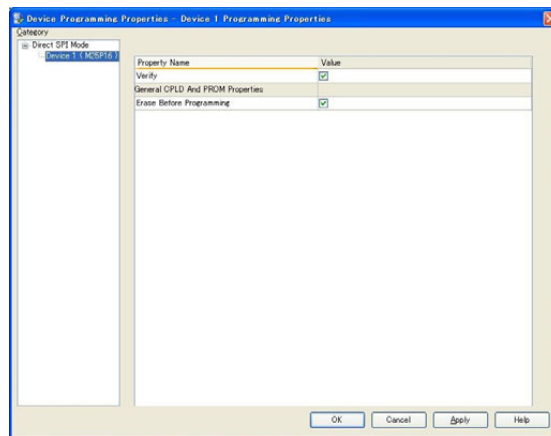 Device Programming Properties - Device 1 Programming Properties
Category
Direct SPI Mode
Device 1 ( M25P16 )
Property Name Value
Verify
General CPLD And PROM Properties
Erase Before Programming
OK Cancel Apply Help